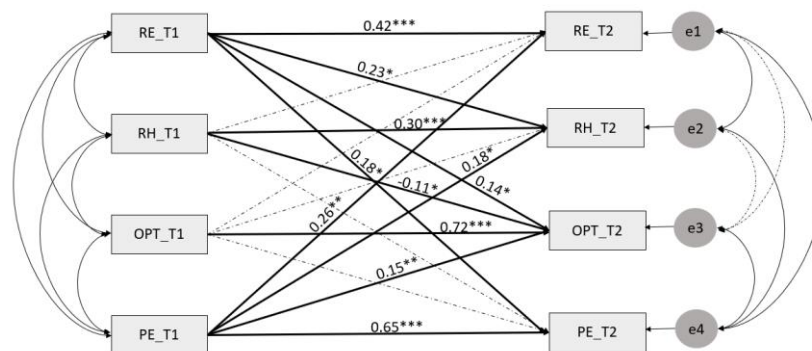 RE_T1
0.42***
RE_T2
e1
0.23*
RH_T1
0.30***
RH_T2
e2
0.18*
0.18*
-0.11*
0.14*
0.26**
OPT_T1
0.72***
OPT_T2
e3
0.15**
PE_T1
0.65***
PE_T2
e4